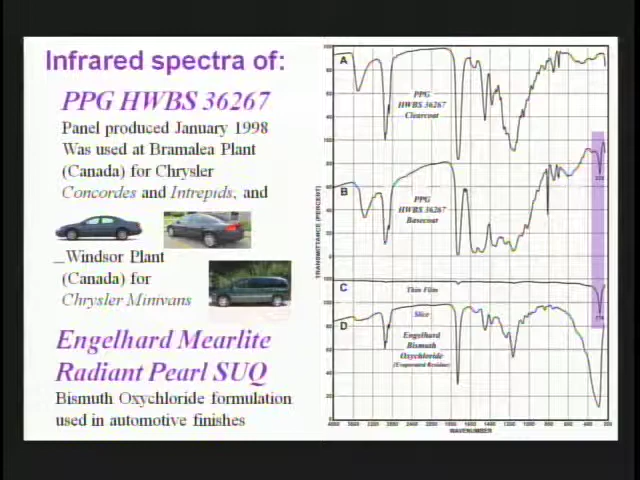 Infrared spectra of:
PPG HWBS 36267
Panel produced January 1998
Was used at Bramalea Plant
(Canada) for Chrysler
Concordes and Intrepids, and
Windsor Plant
(Canada) for
Chrysler Minivans
Engelhard Mearlite
Radiant Pearl SUQ
Bismuth Oxychloride formulation
used in automotive finishes
A
PPG
HWBS 36267
Clearcoat
B
PPG
HWBS 36267
Basecoat
C
Thin Film
D
Slice
Engelhard
Bismuth
Oxychloride
(Evaporated Residue)
TRANSMITTANCE (PERCENT)
WAVENUMBER